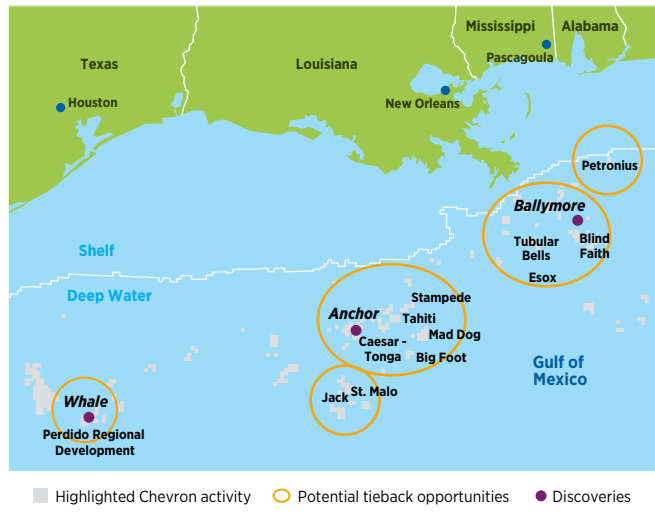 Mississippi
Alabama
Pascagoula
Texas
Louisiana
Houston
New Orleans
Petronius
Ballymore
Tubular
Bells
Blind
Faith
Esox
Shelf
Deep Water
Stampede
Anchor
Tahiti
Mad Dog
Caesar -
Tonga
Big Foot
Gulf of
Mexico
Jack
St. Malo
Whale
Perdido Regional
Development
Highlighted Chevron activity
Potential tieback opportunities
Discoveries